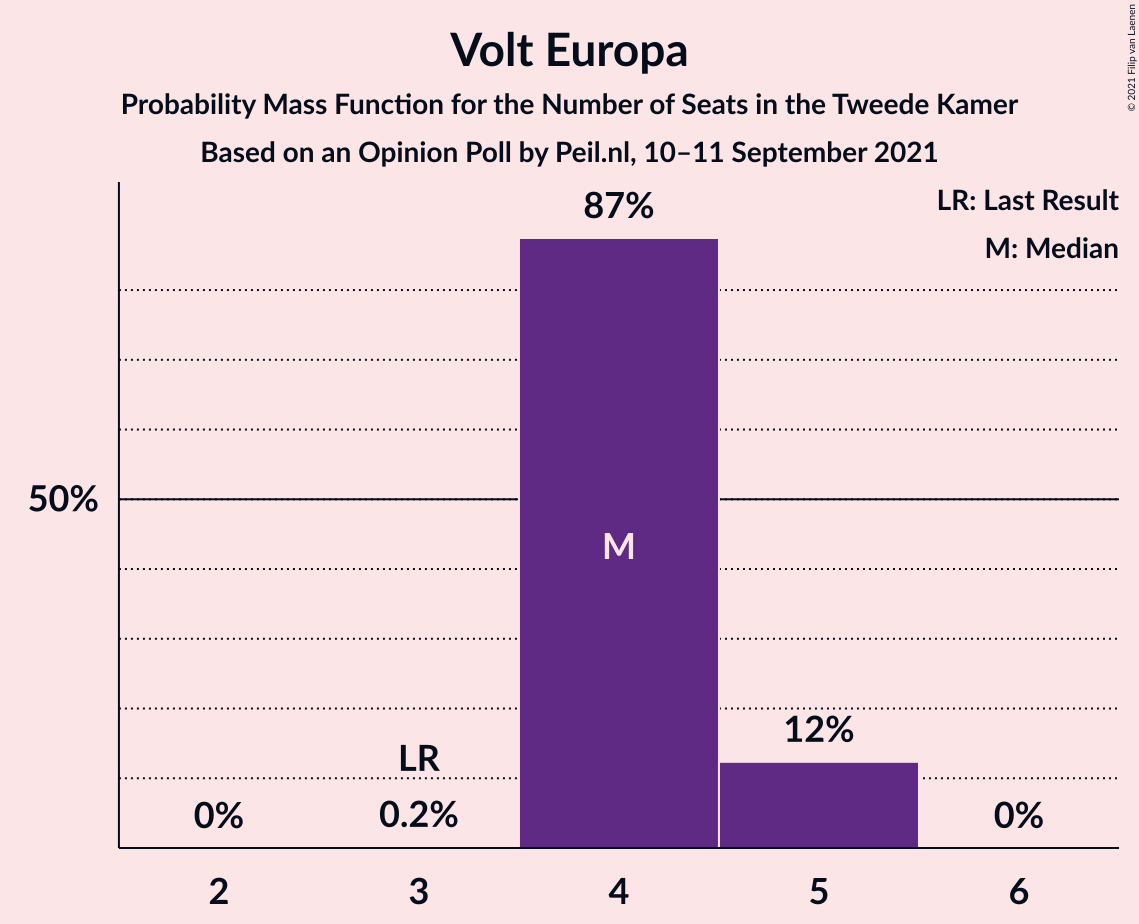 Volt Europa
Probability Mass Function for the Number of Seats in the Tweede Kamer
Based on an Opinion Poll by Peil.nl, 10–11 September 2021
© 2021 Filip van Laenen
LR: Last Result
M: Median
87%
50%
M
12%
LR
0%
0.2%
0%
2
3
4
5
6